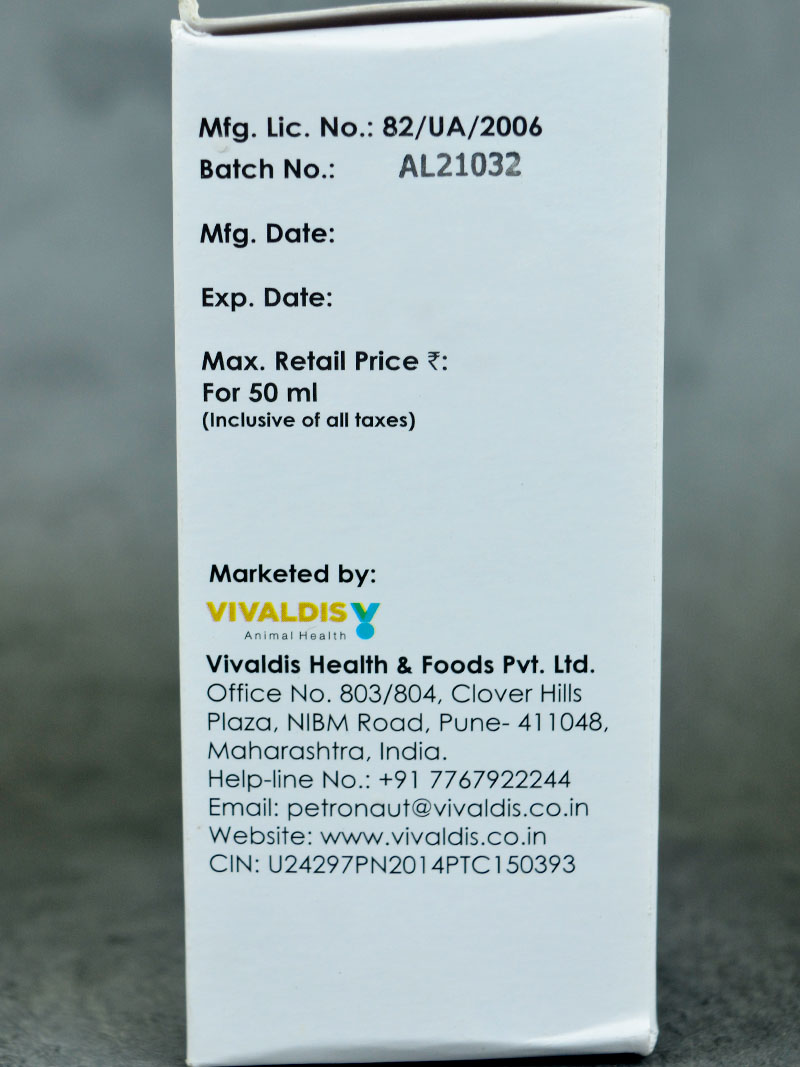 Mfg. Lic. No.: 82/UA/2006
Batch No.: AL21032
Mfg. Date:
Exp. Date:
Max. Retail Price ₹:
For 50 ml
(Inclusive of all taxes)
Marketed by:
VIVALDIS
Animal Health
Vivaldis Health & Foods Pvt. Ltd.
Office No. 803/804, Clover Hills
Plaza, NIBM Road, Pune- 411048,
Maharashtra, India.
Help-line No.: +91 7767922244
Email: petronaut@vivaldis.co.in
Website: www.vivaldis.co.in
CIN: U24297PN2014PTC150393